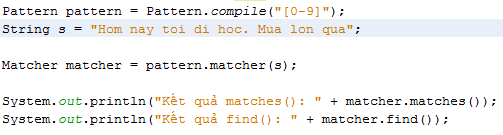 Pattern pattern = Pattern.compile("[0-9]");
String s = "Hom nay toi di hoc. Mua lon qua";
Matcher matcher = pattern.matcher(s);
System.out.println("Kết quả matches(): " + matcher.matches());
System.out.println("Kết quả find(): " + matcher.find());